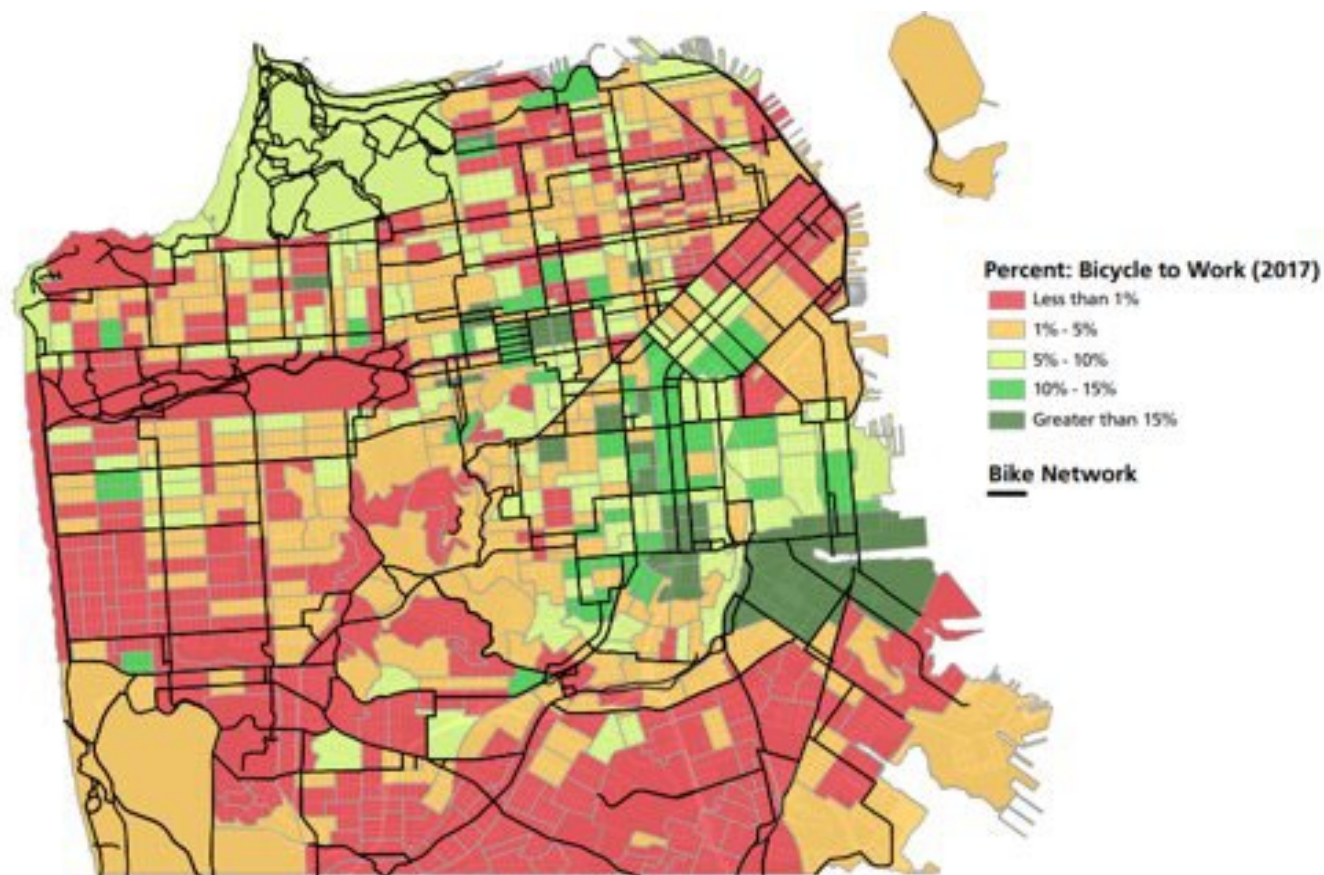 Percent: Bicycle to Work (2017)
Less than 1%
1% - 5%
5% - 10%
10% - 15%
Greater than 15%
Bike Network